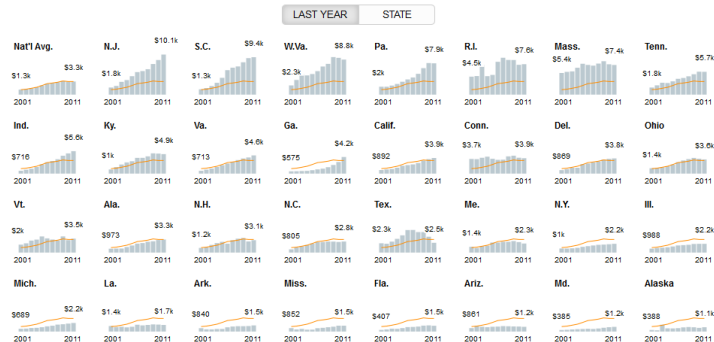 LAST YEAR STATE
Nat'l Avg. N.J. S.C. W.Va. Pa. R.I. Mass. Tenn.
$1.3k $3.3k $1.8k $10.1k $1.3k $9.4k $2.3k $8.8k $2k $7.9k $4.5k $7.6k $5.4k $7.4k $1.8k $5.7k
2001 2011 2001 2011 2001 2011 2001 2011 2001 2011 2001 2011 2001 2011 2001 2011
Ind. Ky. Va. Ga. Calif. Conn. Del. Ohio
$716 $5.6k $1k $4.9k $713 $4.6k $575 $4.2k $892 $3.9k $3.7k $3.9k $869 $3.8k $1.4k $3.6k
2001 2011 2001 2011 2001 2011 2001 2011 2001 2011 2001 2011 2001 2011 2001 2011
Vt. Ala. N.H. N.C. Tex. Me. N.Y. Ill.
$2k $3.5k $973 $3.3k $1.2k $3.1k $805 $2.8k $2.3k $2.5k $1.4k $2.3k $1k $2.2k $988 $2.2k
2001 2011 2001 2011 2001 2011 2001 2011 2001 2011 2001 2011 2001 2011 2001 2011
Mich. La. Ark. Miss. Fla. Ariz. Md. Alaska
$689 $2.2k $1.4k $1.7k $840 $1.5k $852 $1.5k $407 $1.5k $861 $1.2k $385 $1.2k $388 $1.1k
2001 2011 2001 2011 2001 2011 2001 2011 2001 2011 2001 2011 2001 2011 2001 2011